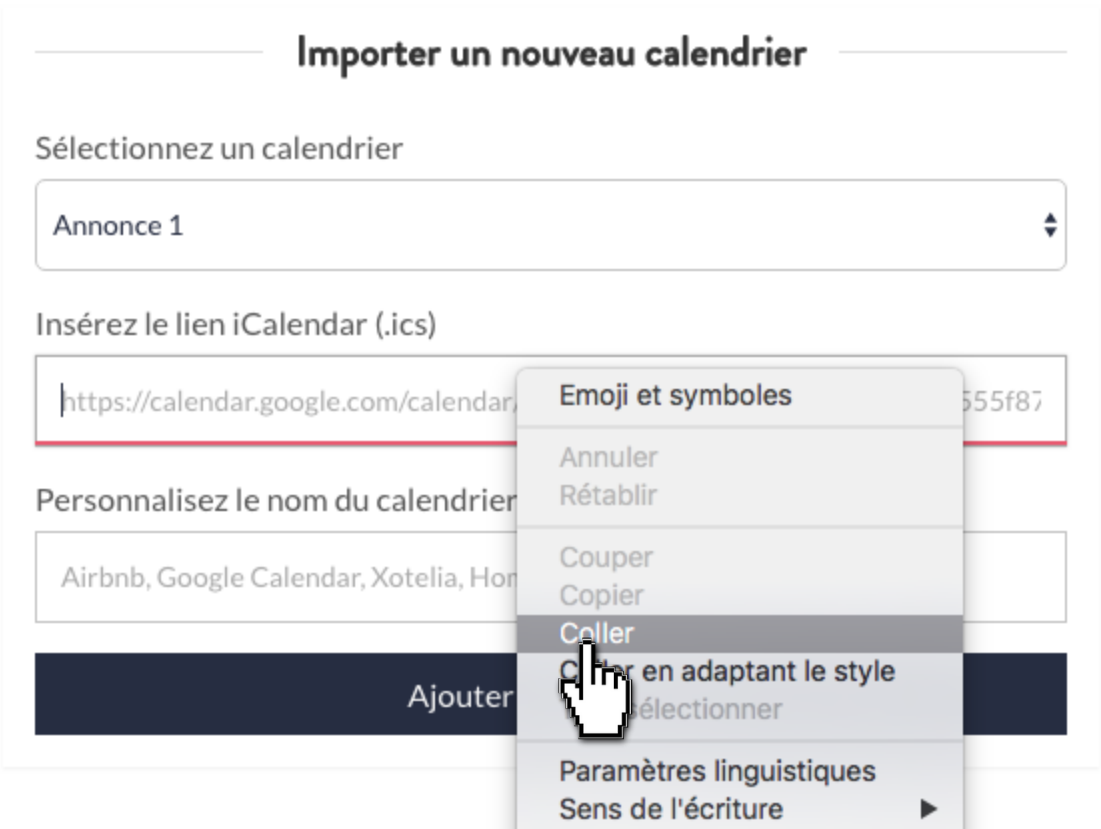 Importer un nouveau calendrier
Sélectionnez un calendrier
Annonce 1
Insérez le lien iCalendar (.ics)
https://calendar.google.com/calendar/ 555f87
Emoji et symboles
Annuler
Rétablir
Personnalisez le nom du calendrier
Airbnb, Google Calendar, Xotelia,
Couper
Copier
Coller
en adaptant le style
Ajouter
sélectionner
Paramètres linguistiques
Sens de l'écriture